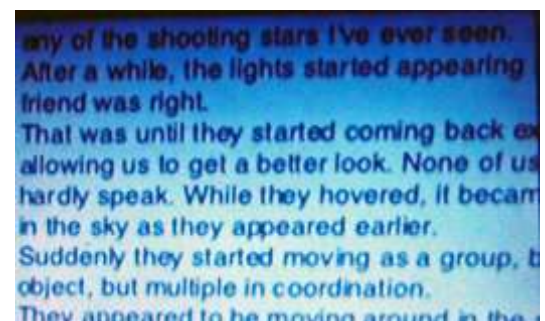 any of the shooting stars I've ever seen.
After a while, the lights started appearing
friend was right.
That was until they started coming back
allowing us to get a better look. None of us
hardly speak. While they hovered, it
in the sky as they appeared earlier.
Suddenly they started moving as a group,
object, but multiple in coordination.
They appeared to be moving around in the